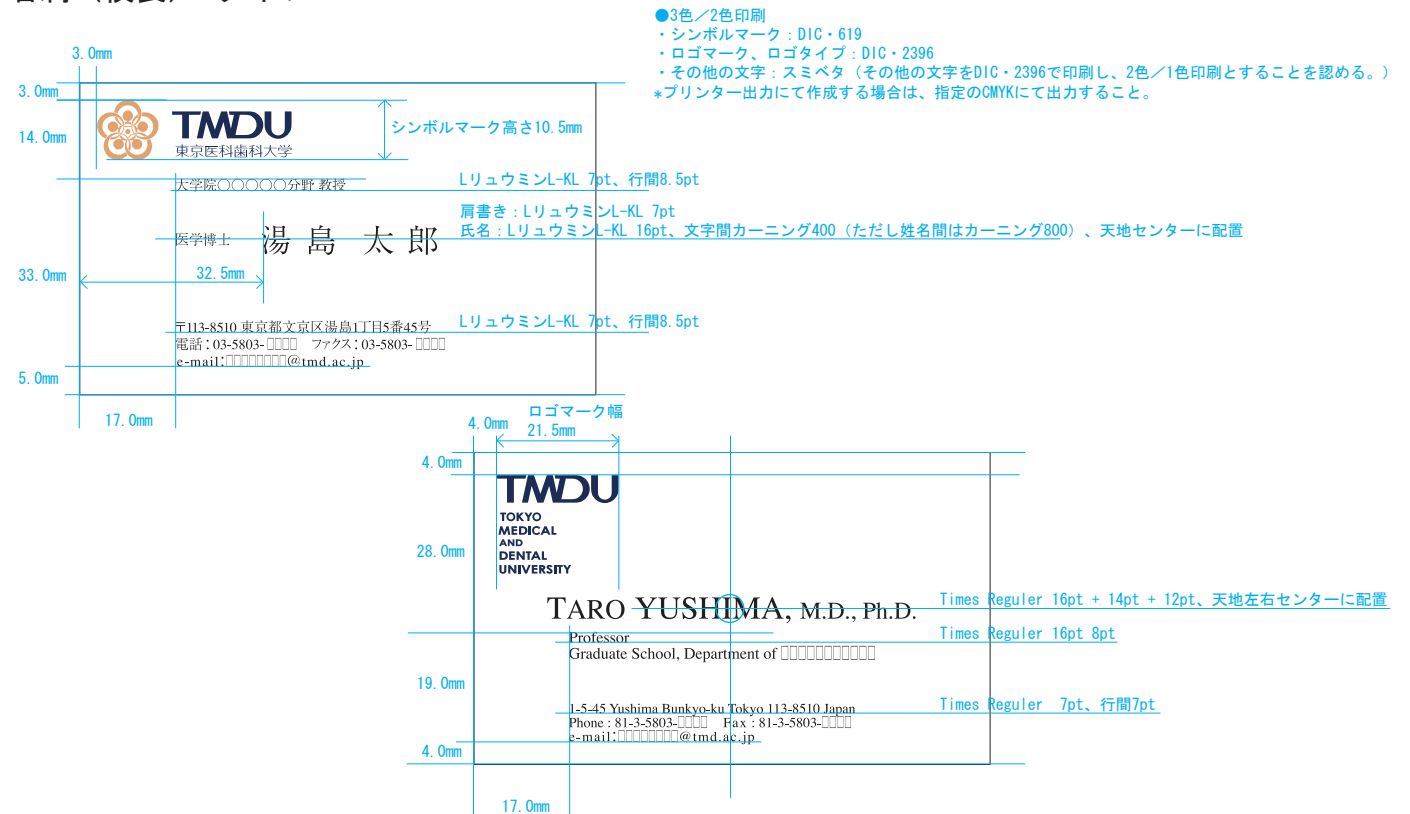 ●3色／2色印刷
・シンボルマーク：DIC・619
・ロゴマーク、ロゴタイプ：DIC・2396
・その他の文字：スミベタ（その他の文字をDIC・2396で印刷し、2色／1色印刷とすることを認める。）
*プリンター出力にて作成する場合は、指定のCMYKにて出力すること。
3.0mm
3.0mm
14.0mm
33.0mm
5.0mm
17.0mm
32.5mm
TMDU
東京医科歯科大学
シンボルマーク高さ10.5mm
大学院○○○○○分野 教授
LリュウミンL-KL 7pt、行間8.5pt
肩書き：LリュウミンL-KL 7pt
医学博士 湯島 太郎
氏名：LリュウミンL-KL 16pt、文字間カーニング400（ただし姓名間はカーニング800）、天地センターに配置
〒113-8510 東京都文京区湯島1丁目5番45号
LリュウミンL-KL 7pt、行間8.5pt
電話：03-5803-□□□□ ファクス：03-5803-□□□□
e-mail:□□□□□□□□@tmd.ac.jp
ロゴマーク幅
4.0mm
21.5mm
4.0mm
28.0mm
19.0mm
4.0mm
17.0mm
TMDU
TOKYO
MEDICAL
AND
DENTAL
UNIVERSITY
TARO YUSHIMA, M.D., Ph.D.
Times Reguler 16pt + 14pt + 12pt、天地左右センターに配置
Professor
Times Reguler 16pt 8pt
Graduate School, Department of □□□□□□□□□□□
1-5-45 Yushima Bunkyo-ku Tokyo 113-8510 Japan
Times Reguler 7pt、行間7pt
Phone : 81-3-5803-□□□□ Fax : 81-3-5803-□□□□
e-mail:□□□□□□□□@tmd.ac.jp